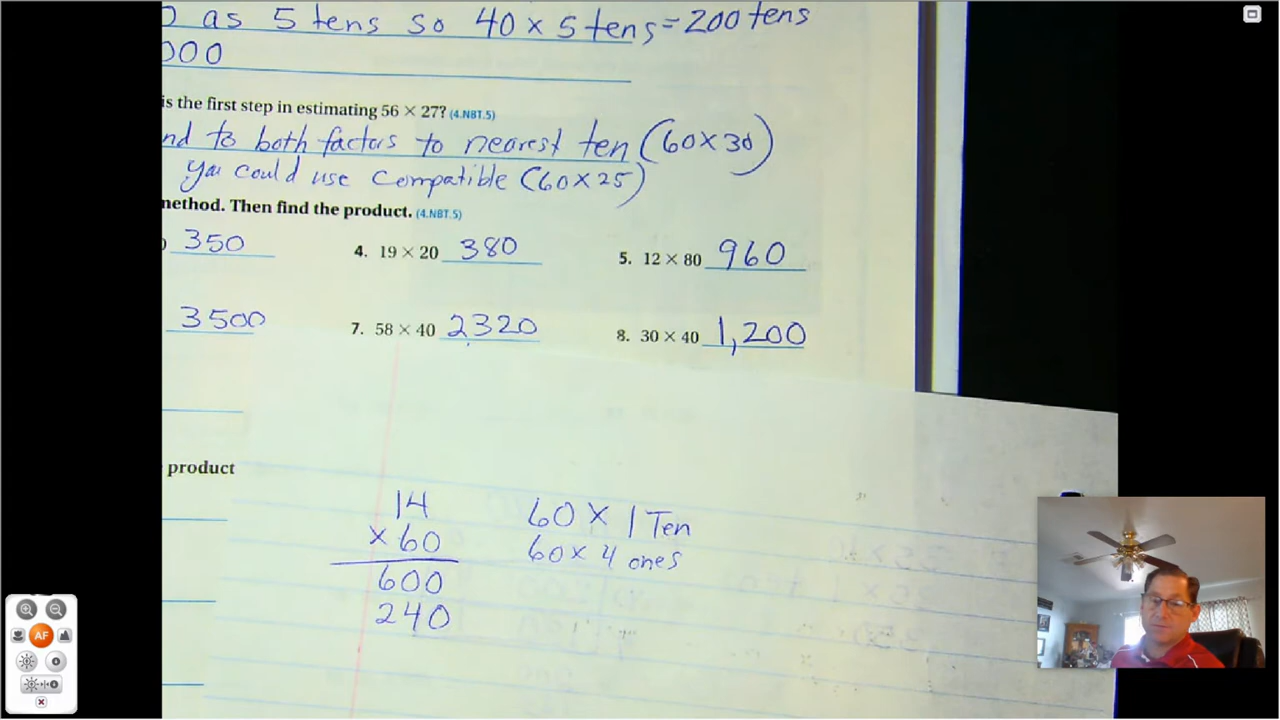 as 5 tens so 40 x 5 tens = 200 tens
000
is the first step in estimating 56 × 27? (4.NBT.5)
nd to both factors to nearest ten (60 x 30)
you could use compatible (60 x 25)
method. Then find the product. (4.NBT.5)
350 4. 19 × 20 380 5. 12 × 80 960
3500 7. 58 × 40 2320 8. 30 × 40 1,200
product
14
x 60
600
240
60 x 1 Ten
60 x 4 ones
AF